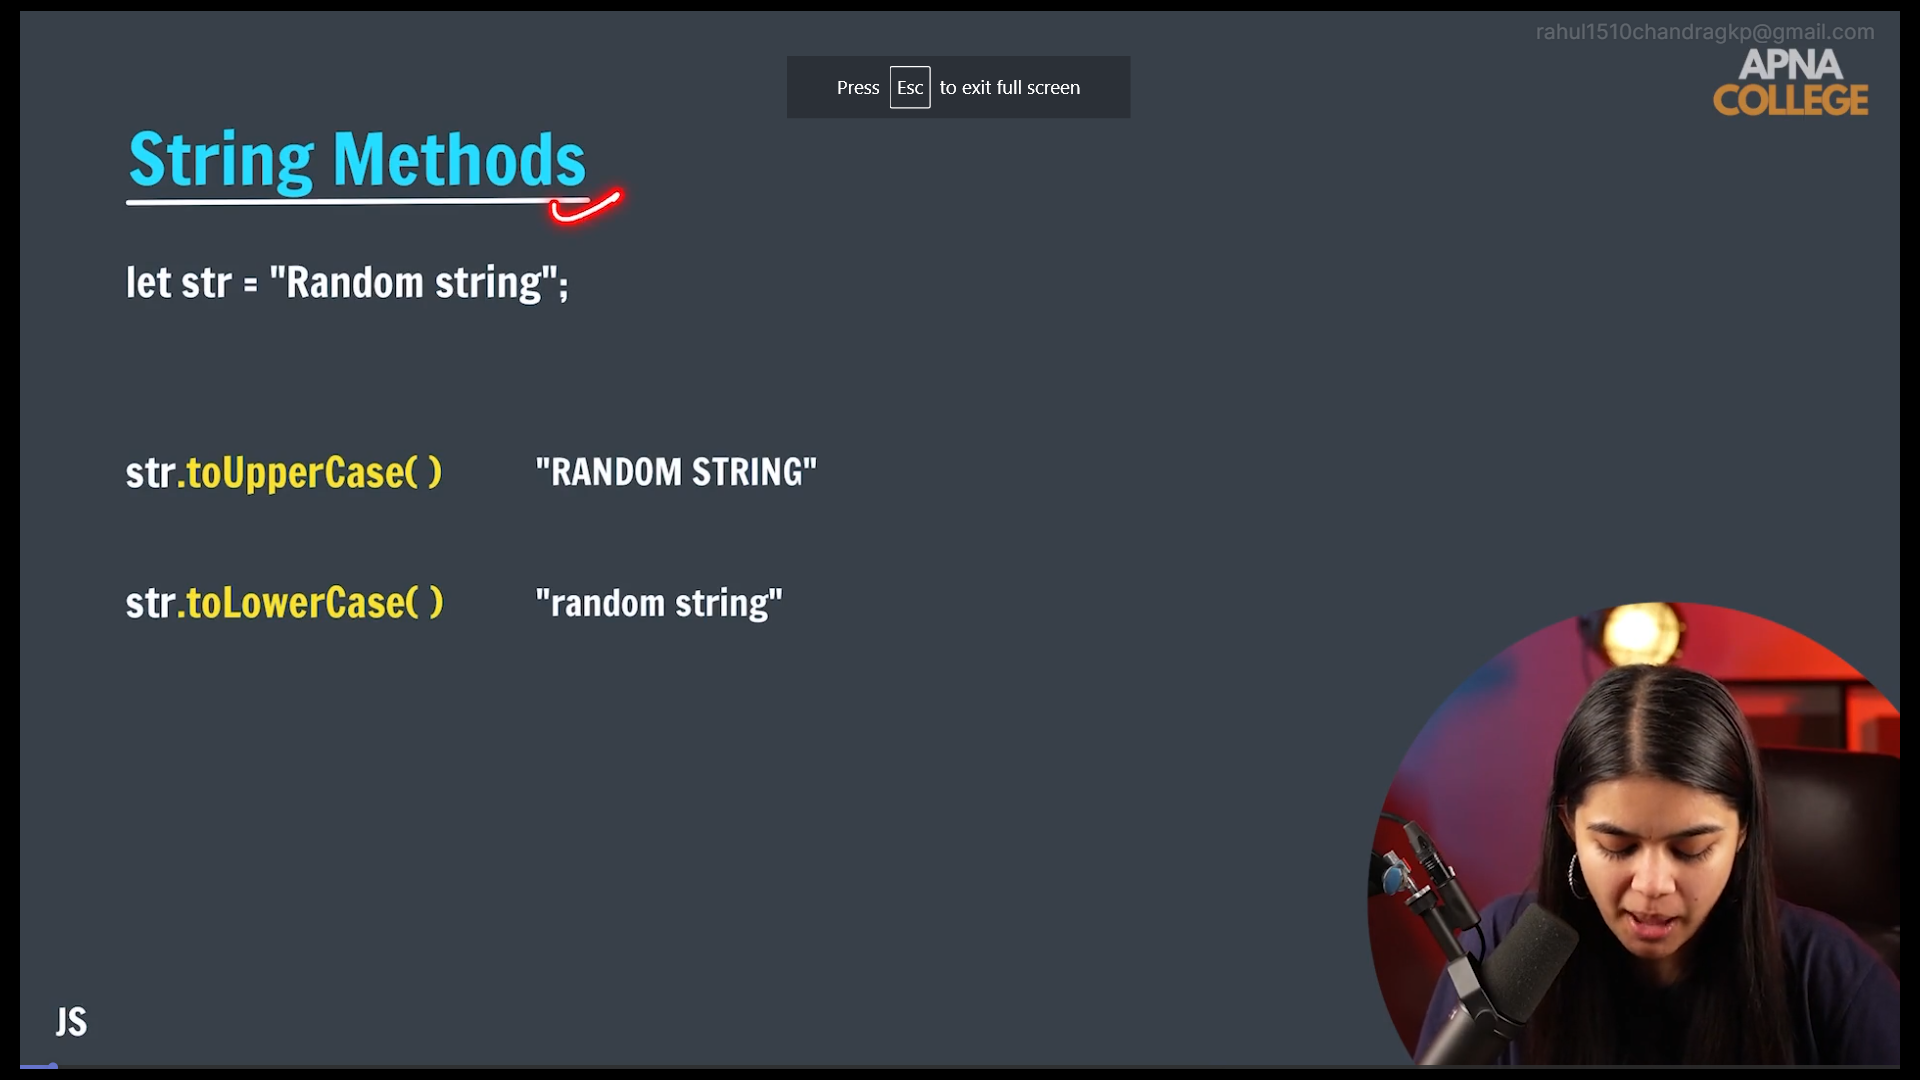 rahul1510chandragkp@gmail.com
APNA
COLLEGE
Press Esc to exit full screen
String Methods
let str = "Random string";
str.toUpperCase( ) "RANDOM STRING"
str.toLowerCase( ) "random string"
JS